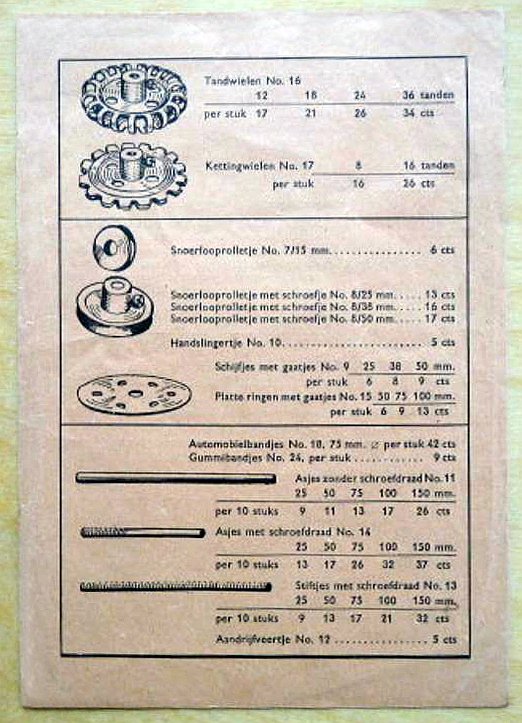 Tandwielen No. 16
12 18 24 36 tanden
per stuk 17 21 26 34 cts
Kettingwielen No. 17 8 16 tanden
per stuk 16 26 cts
Snoerlooprolletje No. 7/15 mm................. 6 cts
Snoerlooprolletje met schroefje No. 8/25 mm..... 13 cts
Snoerlooprolletje met schroefje No. 8/38 mm..... 16 cts
Snoerlooprolletje met schroefje No. 8/50 mm..... 17 cts
Handslingertje No. 10........................... 5 cts
Schijfjes met gaatjes No. 9 25 38 50 mm.
per stuk 6 8 9 cts
Platte ringen met gaatjes No. 15 50 75 100 mm.
per stuk 6 9 13 cts
Automobielbandjes No. 18, 75 mm. ⌀ per stuk 42 cts
Gummibandjes No. 24, per stuk ............ 9 cts
Asjes zonder schroefdraad No. 11
25 50 75 100 150 mm.
per 10 stuks 9 11 13 17 26 cts
Asjes met schroefdraad No. 14
25 50 75 100 150 mm.
per 10 stuks 13 17 26 32 37 cts
Stiftjes met schroefdraad No. 13
25 50 75 100 150 mm.
per 10 stuks 9 13 17 21 32 cts
Aandrijfveertje No. 12 ................ 5 cts